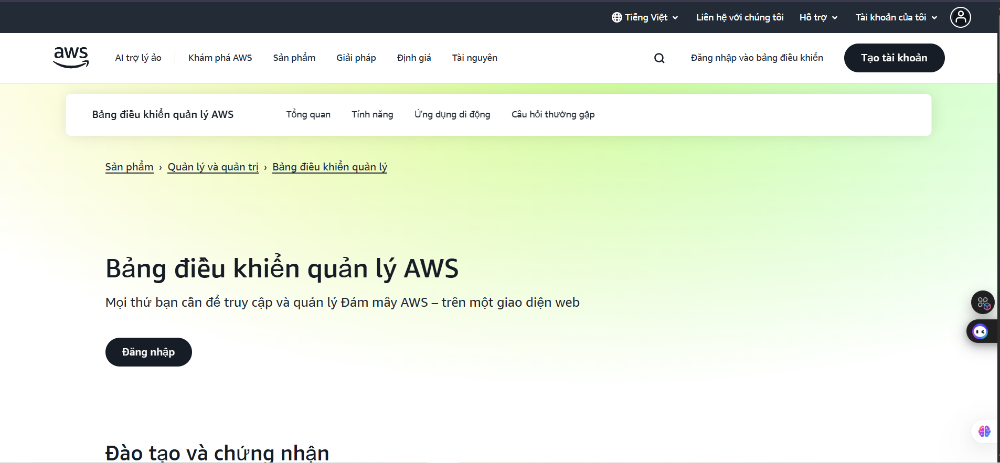 Tiếng Việt Liên hệ với chúng tôi Hỗ trợ Tài khoản của tôi
aws AI trợ lý ảo Khám phá AWS Sản phẩm Giải pháp Định giá Tài nguyên Đăng nhập vào bảng điều khiển Tạo tài khoản
Bảng điều khiển quản lý AWS Tổng quan Tính năng Ứng dụng di động Câu hỏi thường gặp
Sản phẩm › Quản lý và quản trị › Bảng điều khiển quản lý
Bảng điều khiển quản lý AWS
Mọi thứ bạn cần để truy cập và quản lý Đám mây AWS – trên một giao diện web
Đăng nhập
Đào tạo và chứng nhận